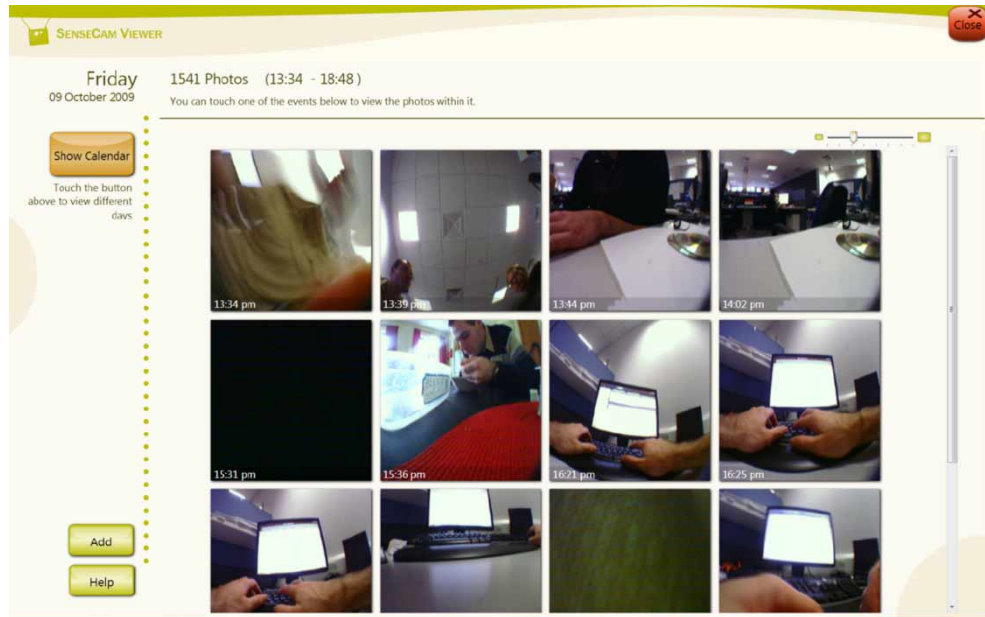 SENSECAM VIEWER
Close
Friday
09 October 2009
1541 Photos (13:34 - 18:48 )
You can touch one of the events below to view the photos within it.
Show Calendar
Touch the button
above to view different
days
13:34 pm
13:39 pm
13:44 pm
14:02 pm
15:31 pm
15:36 pm
16:21 pm
16:25 pm
Add
Help